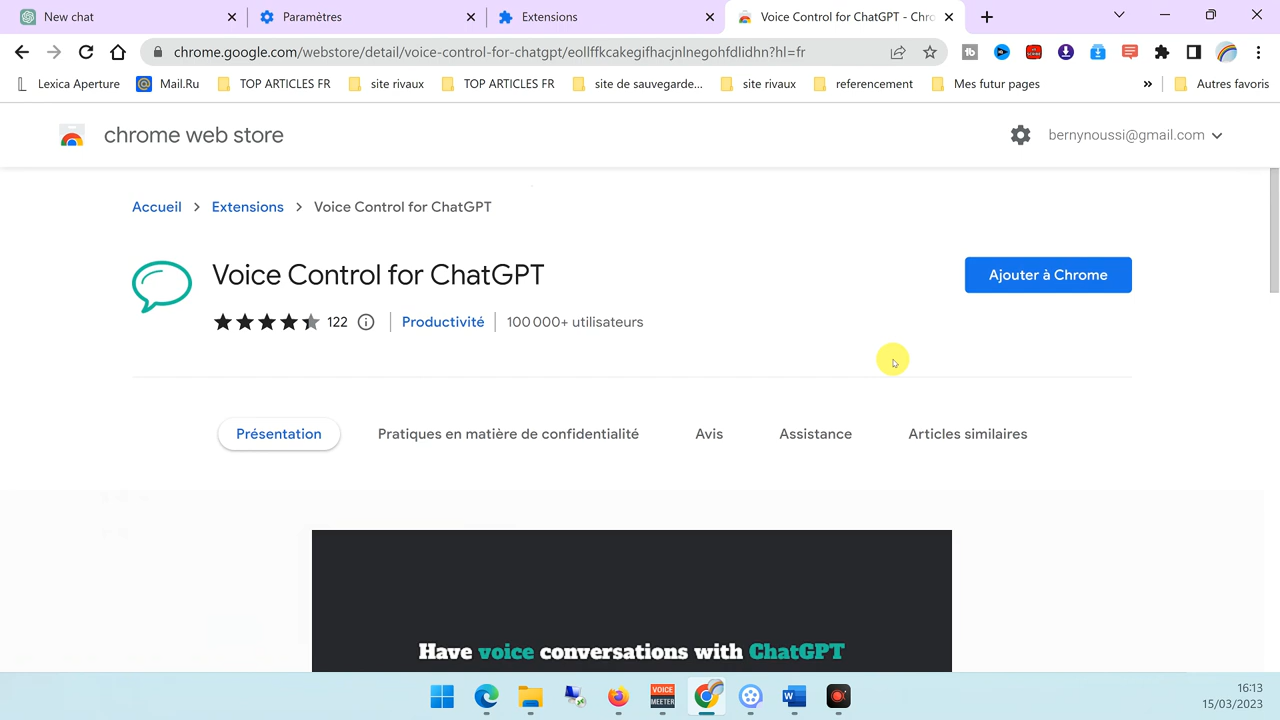 New chat
Paramètres
Extensions
Voice Control for ChatGPT - Chro
chrome.google.com/webstore/detail/voice-control-for-chatgpt/eollffkcakegifhacjnlnegohfdlidhn?hl=fr
Lexica Aperture
Mail.Ru
TOP ARTICLES FR
site rivaux
TOP ARTICLES FR
site de sauvegarde...
site rivaux
referencement
Mes futur pages
»
Autres favoris
chrome web store
bernynoussi@gmail.com
Accueil > Extensions > Voice Control for ChatGPT
Voice Control for ChatGPT
Ajouter à Chrome
122
Productivité
100 000+ utilisateurs
Présentation
Pratiques en matière de confidentialité
Avis
Assistance
Articles similaires
Have voice conversations with ChatGPT
VOICE
MEETER
16:13
15/03/2023